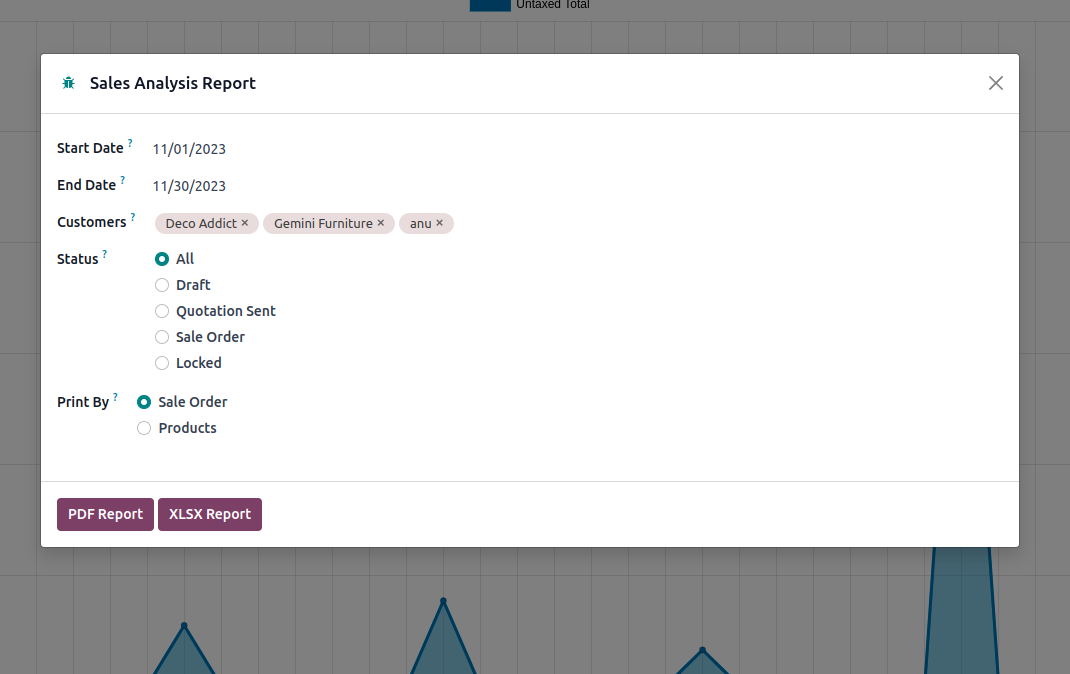 Untaxed Total
Sales Analysis Report
Start Date ? 11/01/2023
End Date ? 11/30/2023
Customers ? Deco Addict × Gemini Furniture × anu ×
Status ? All
Draft
Quotation Sent
Sale Order
Locked
Print By ? Sale Order
Products
PDF Report XLSX Report